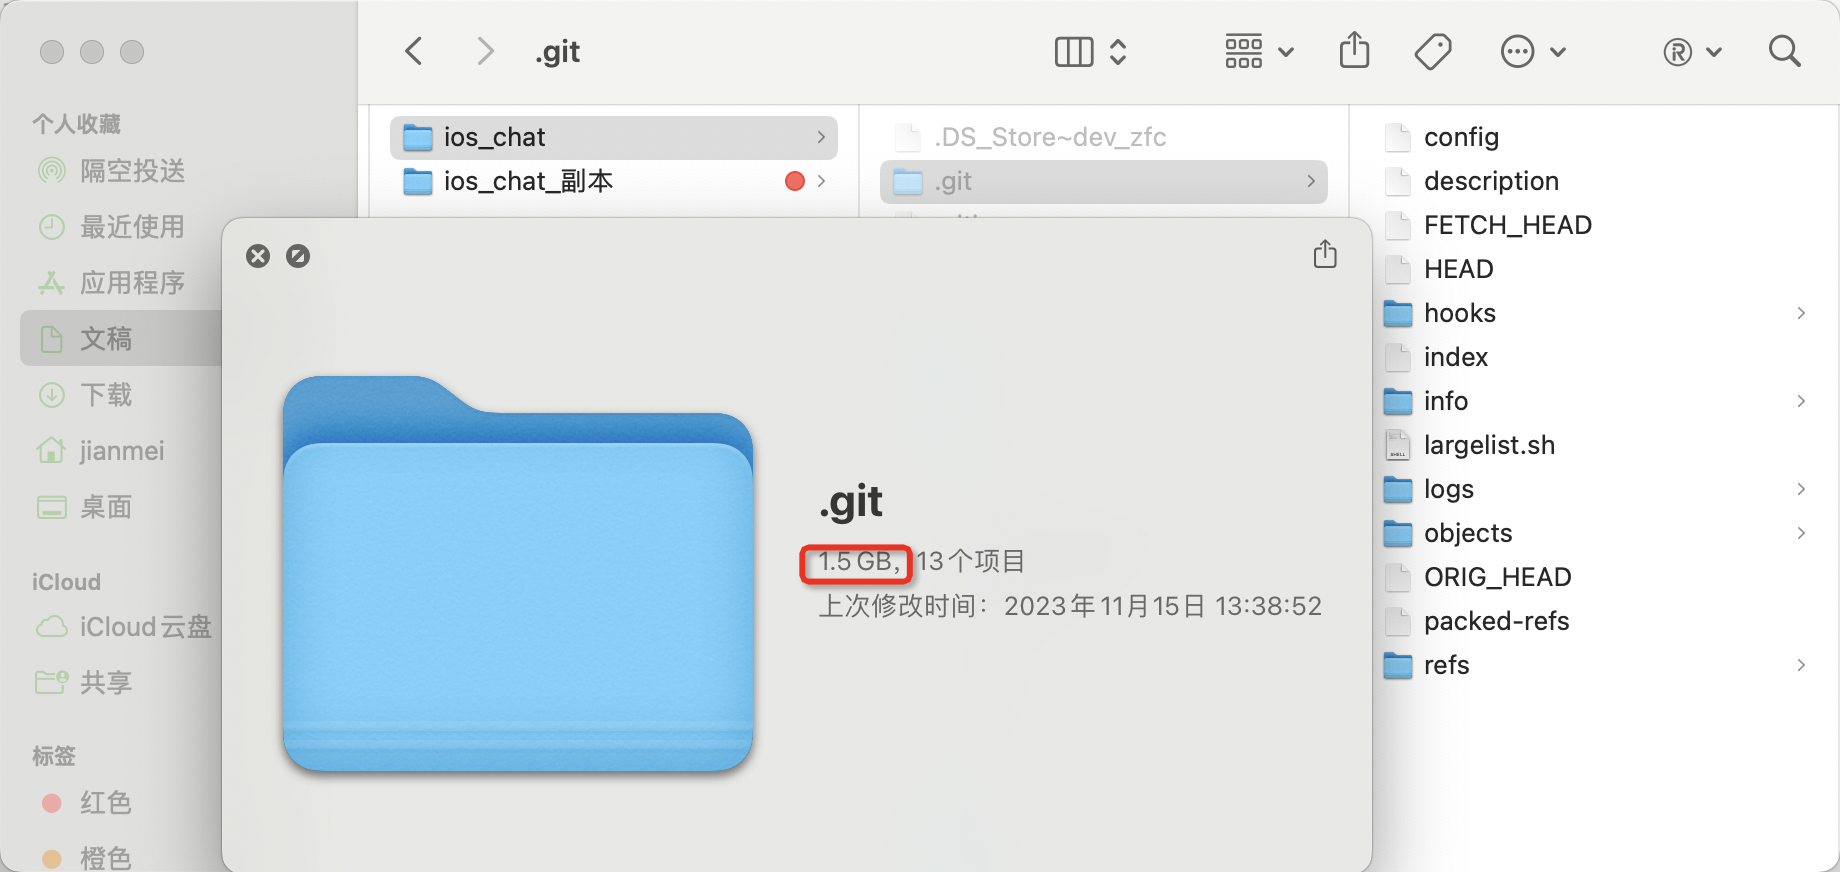 .git
个人收藏
隔空投送
最近使用
应用程序
文稿
下载
jianmei
桌面
iCloud
iCloud云盘
共享
标签
红色
橙色
ios_chat
ios_chat_副本
.DS_Store~dev_zfc
.git
config
description
FETCH_HEAD
HEAD
hooks
index
info
largelist.sh
logs
objects
ORIG_HEAD
packed-refs
refs
.git
1.5 GB, 13个项目
上次修改时间：2023年11月15日 13:38:52
SHELL